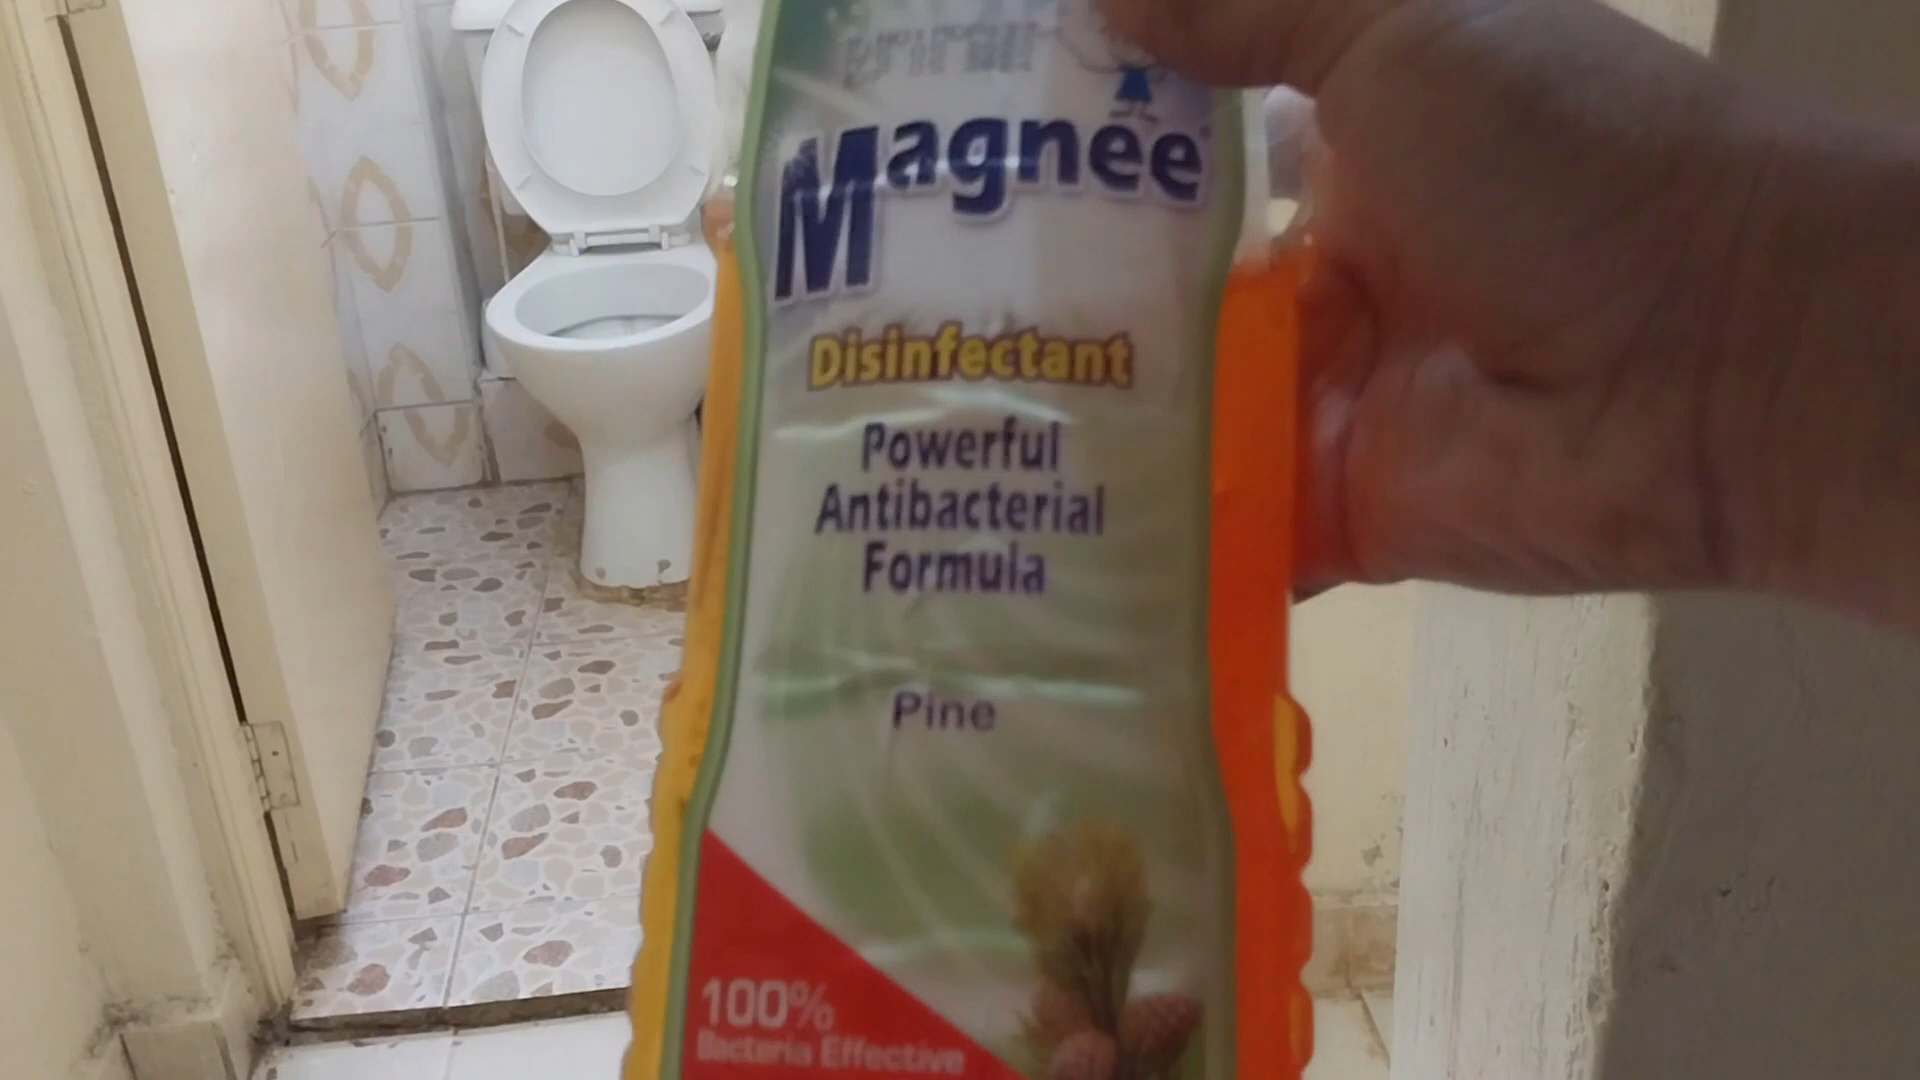 Magnee
Disinfectant
Powerful
Antibacterial
Formula
Pine
100%
Bacteria Effective